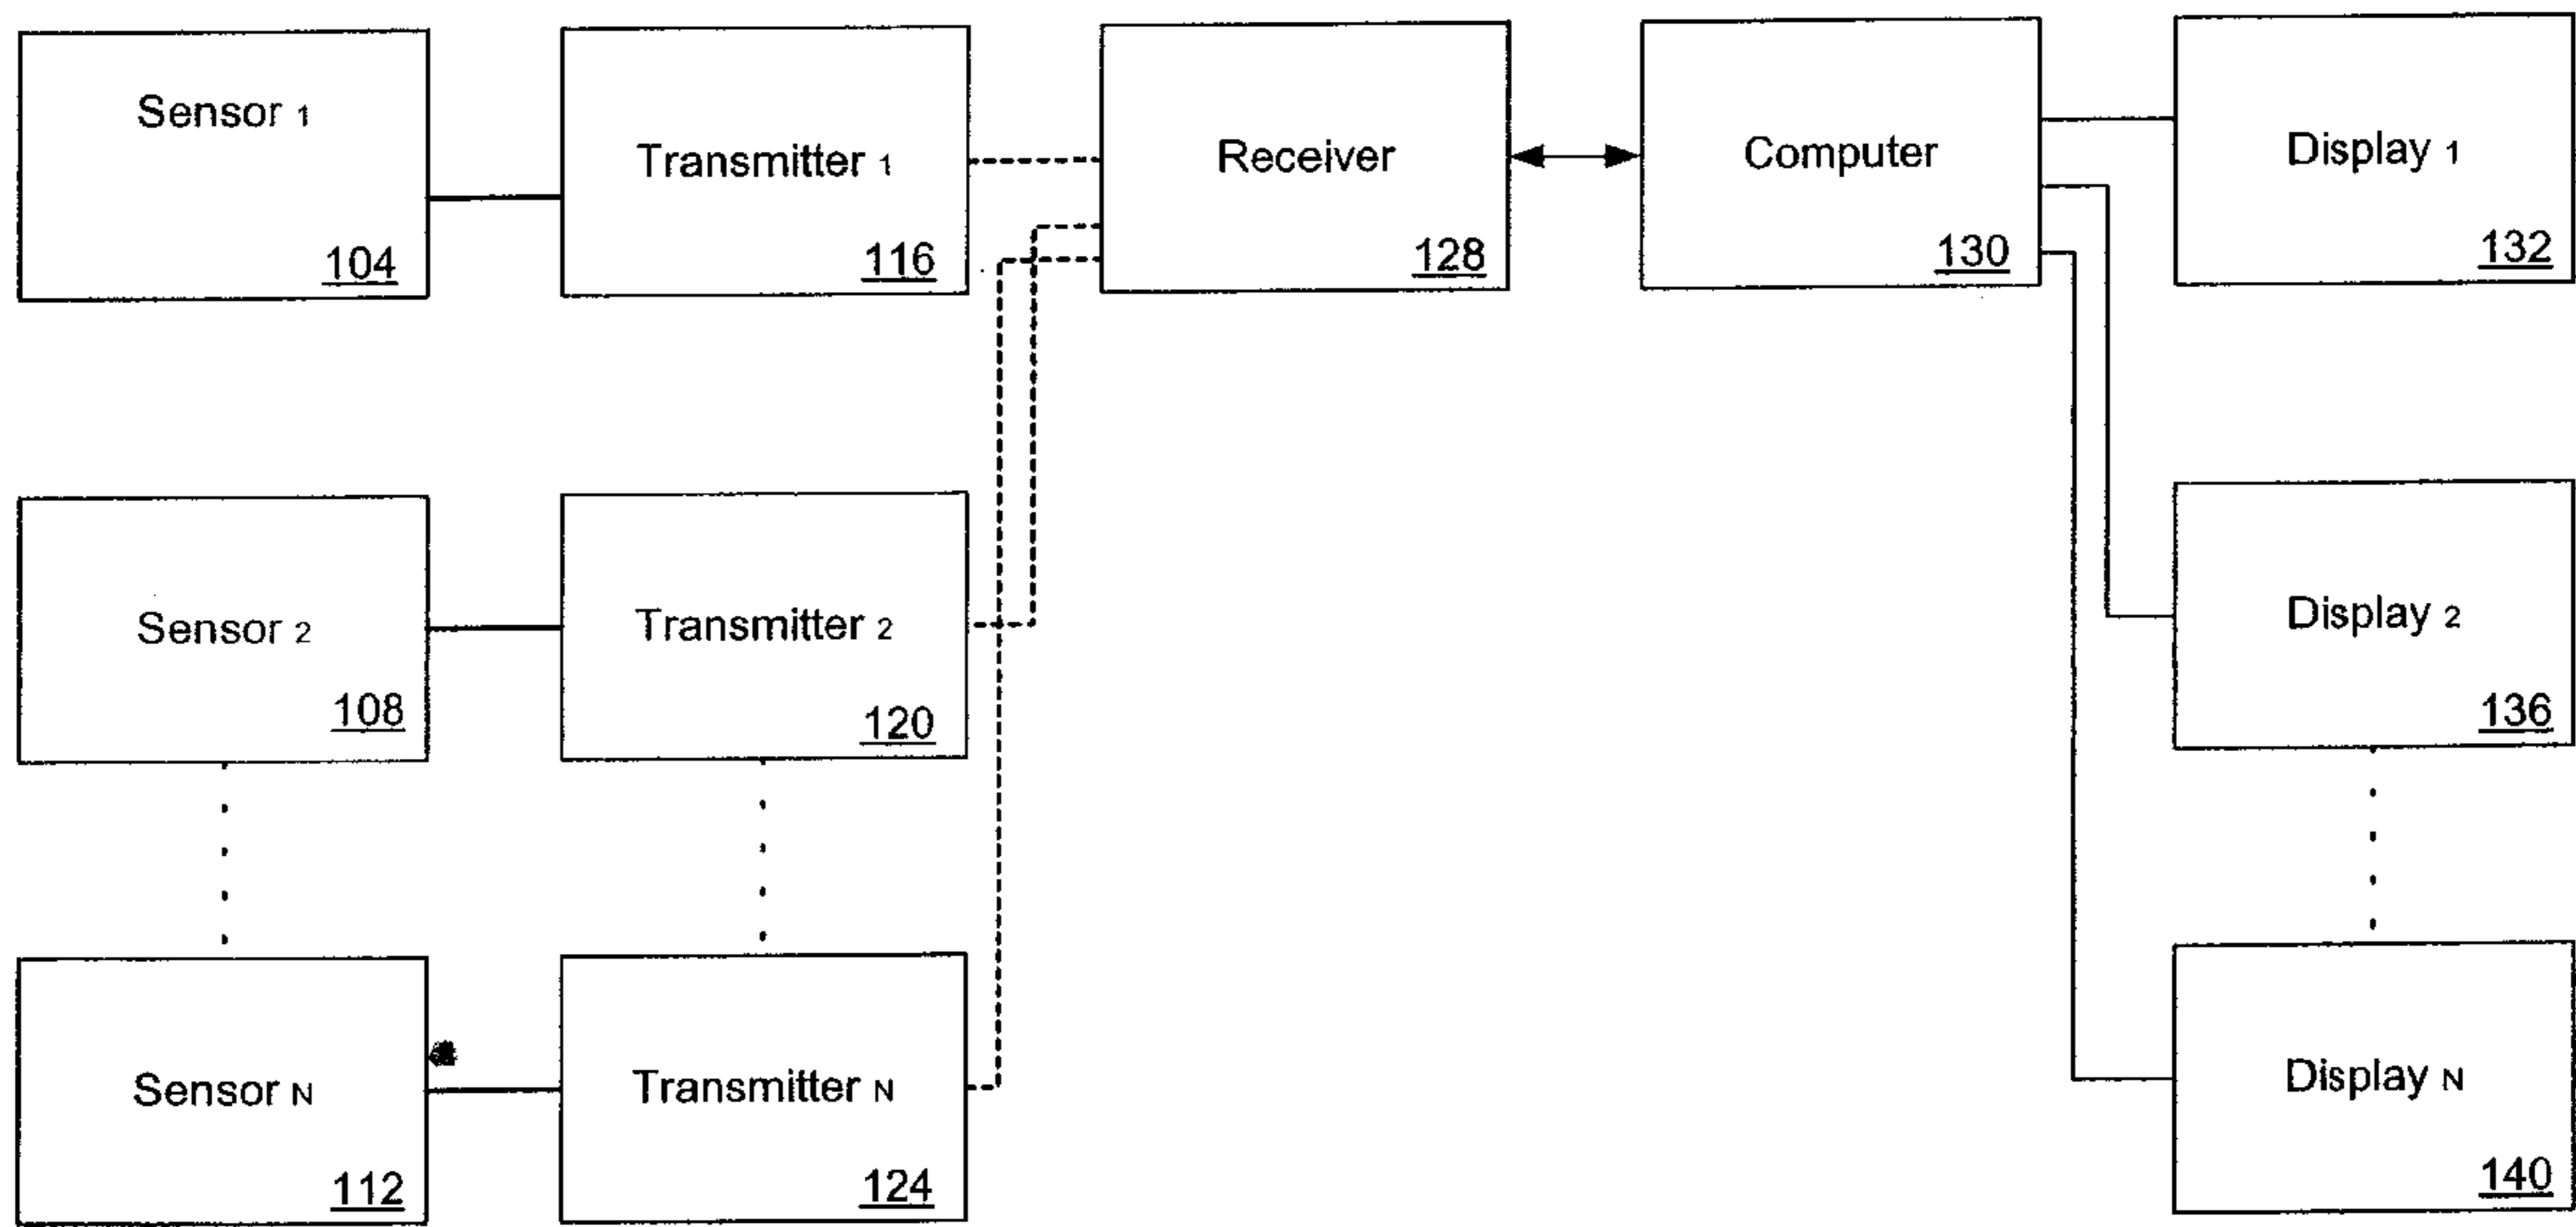 Sensor 1
104
Transmitter 1
116
Receiver
128
Computer
130
Display 1
132
Sensor 2
108
Transmitter 2
120
Display 2
136
Sensor N
112
Transmitter N
124
Display N
140